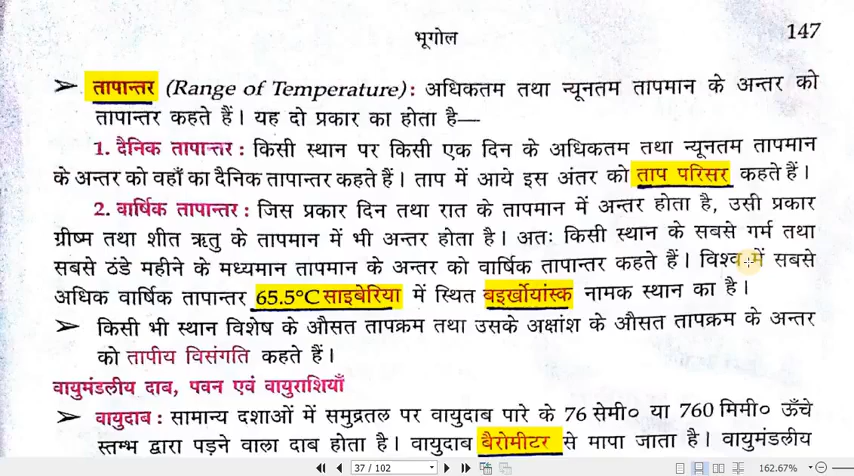 भूगोल
147
➤ तापान्तर (Range of Temperature): अधिकतम तथा न्यूनतम तापमान के अन्तर को
तापान्तर कहते हैं। यह दो प्रकार का होता है—
1. दैनिक तापान्तर : किसी स्थान पर किसी एक दिन के अधिकतम तथा न्यूनतम तापमान
के अन्तर को वहाँ का दैनिक तापान्तर कहते हैं। ताप में आये इस अंतर को ताप परिसर कहते हैं।
2. वार्षिक तापान्तर : जिस प्रकार दिन तथा रात के तापमान में अन्तर होता है, उसी प्रकार
ग्रीष्म तथा शीत ऋतु के तापमान में भी अन्तर होता है। अतः किसी स्थान के सबसे गर्म तथा
सबसे ठंडे महीने के मध्यमान तापमान के अन्तर को वार्षिक तापान्तर कहते हैं। विश्व में सबसे
अधिक वार्षिक तापान्तर 65.5°C साइबेरिया में स्थित बइर्खोयांस्क नामक स्थान का है।
➤ किसी भी स्थान विशेष के औसत तापक्रम तथा उसके अक्षांश के औसत तापक्रम के अन्तर
को तापीय विसंगति कहते हैं।
वायुमंडलीय दाब, पवन एवं वायुराशियाँ
➤ वायुदाब : सामान्य दशाओं में समुद्रतल पर वायुदाब पारे के 76 सेमी० या 760 मिमी० ऊँचे
स्तम्भ द्वारा पड़ने वाला दाब होता है। वायुदाब बैरोमीटर से मापा जाता है। वायुमंडलीय
37 / 102
162.67%